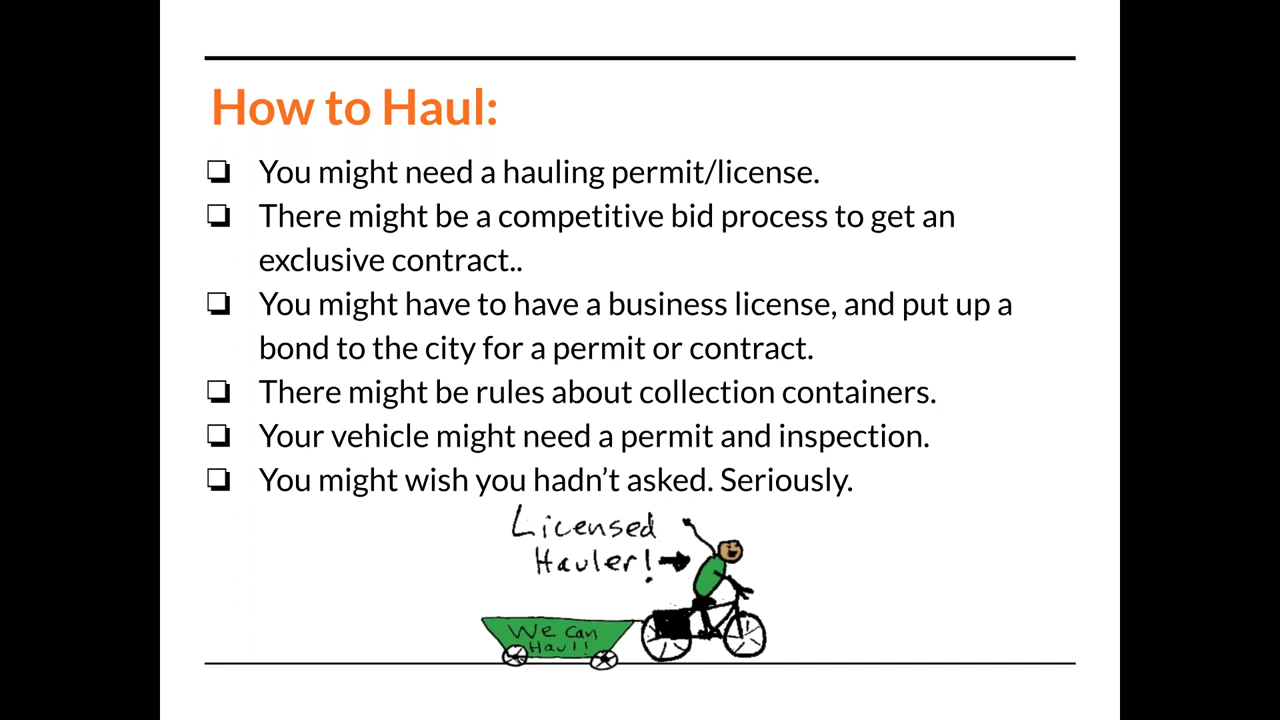 How to Haul:
❏ You might need a hauling permit/license.
❏ There might be a competitive bid process to get an
exclusive contract..
❏ You might have to have a business license, and put up a
bond to the city for a permit or contract.
❏ There might be rules about collection containers.
❏ Your vehicle might need a permit and inspection.
❏ You might wish you hadn’t asked. Seriously.
Licensed
Hauler!
We Can
Haul!